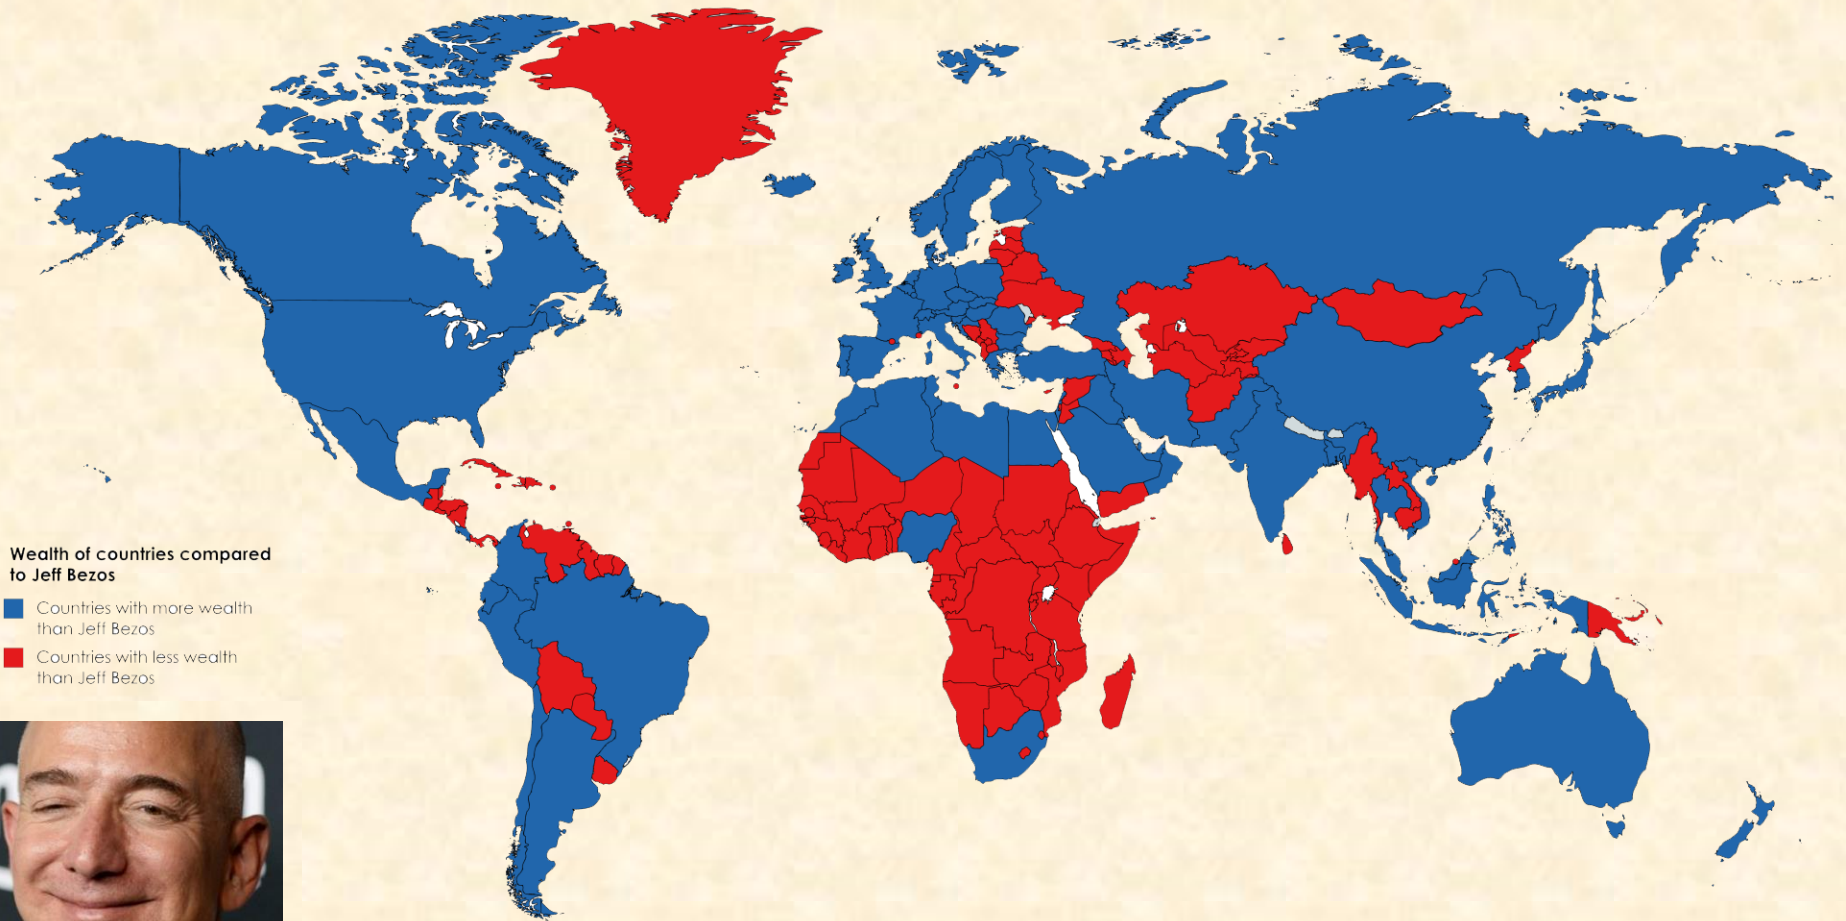 Wealth of countries compared
to Jeff Bezos
Countries with more wealth
than Jeff Bezos
Countries with less wealth
than Jeff Bezos